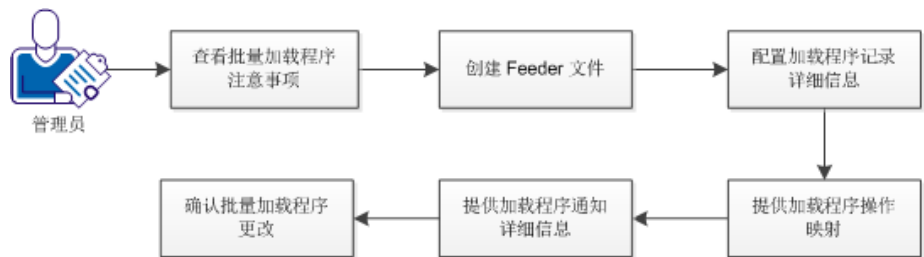 管理员
查看批量加载程序
注意事项
创建 Feeder 文件
配置加载程序记录
详细信息
提供加载程序操作
映射
提供加载程序通知
详细信息
确认批量加载程序
更改